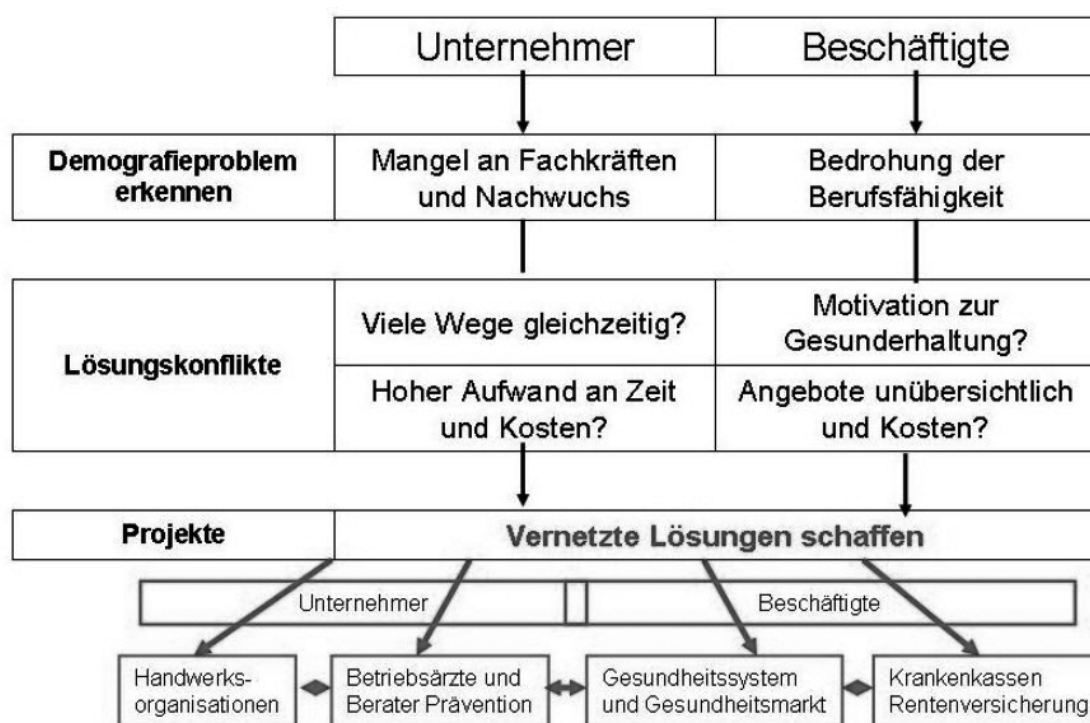 Unternehmer
Beschäftigte
Demografieproblem
erkennen
Mangel an Fachkräften
und Nachwuchs
Bedrohung der
Berufsfähigkeit
Lösungskonflikte
Viele Wege gleichzeitig?
Motivation zur
Gesunderhaltung?
Hoher Aufwand an Zeit
und Kosten?
Angebote unübersichtlich
und Kosten?
Projekte
Vernetzte Lösungen schaffen
Unternehmer
Beschäftigte
Handwerks-
organisationen
Betriebsärzte und
Berater Prävention
Gesundheitssystem
und Gesundheitsmarkt
Krankenkassen
Rentenversicherung